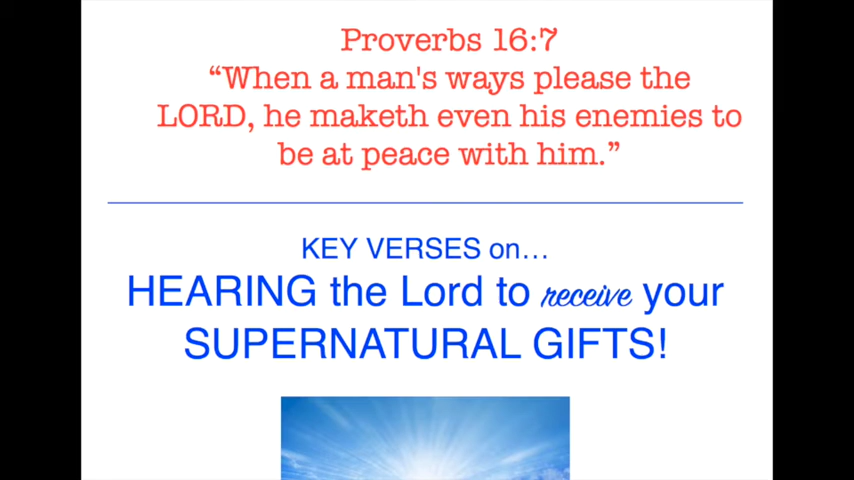 Proverbs 16:7
“When a man's ways please the
LORD, he maketh even his enemies to
be at peace with him.”
KEY VERSES on…
HEARING the Lord to receive your
SUPERNATURAL GIFTS!